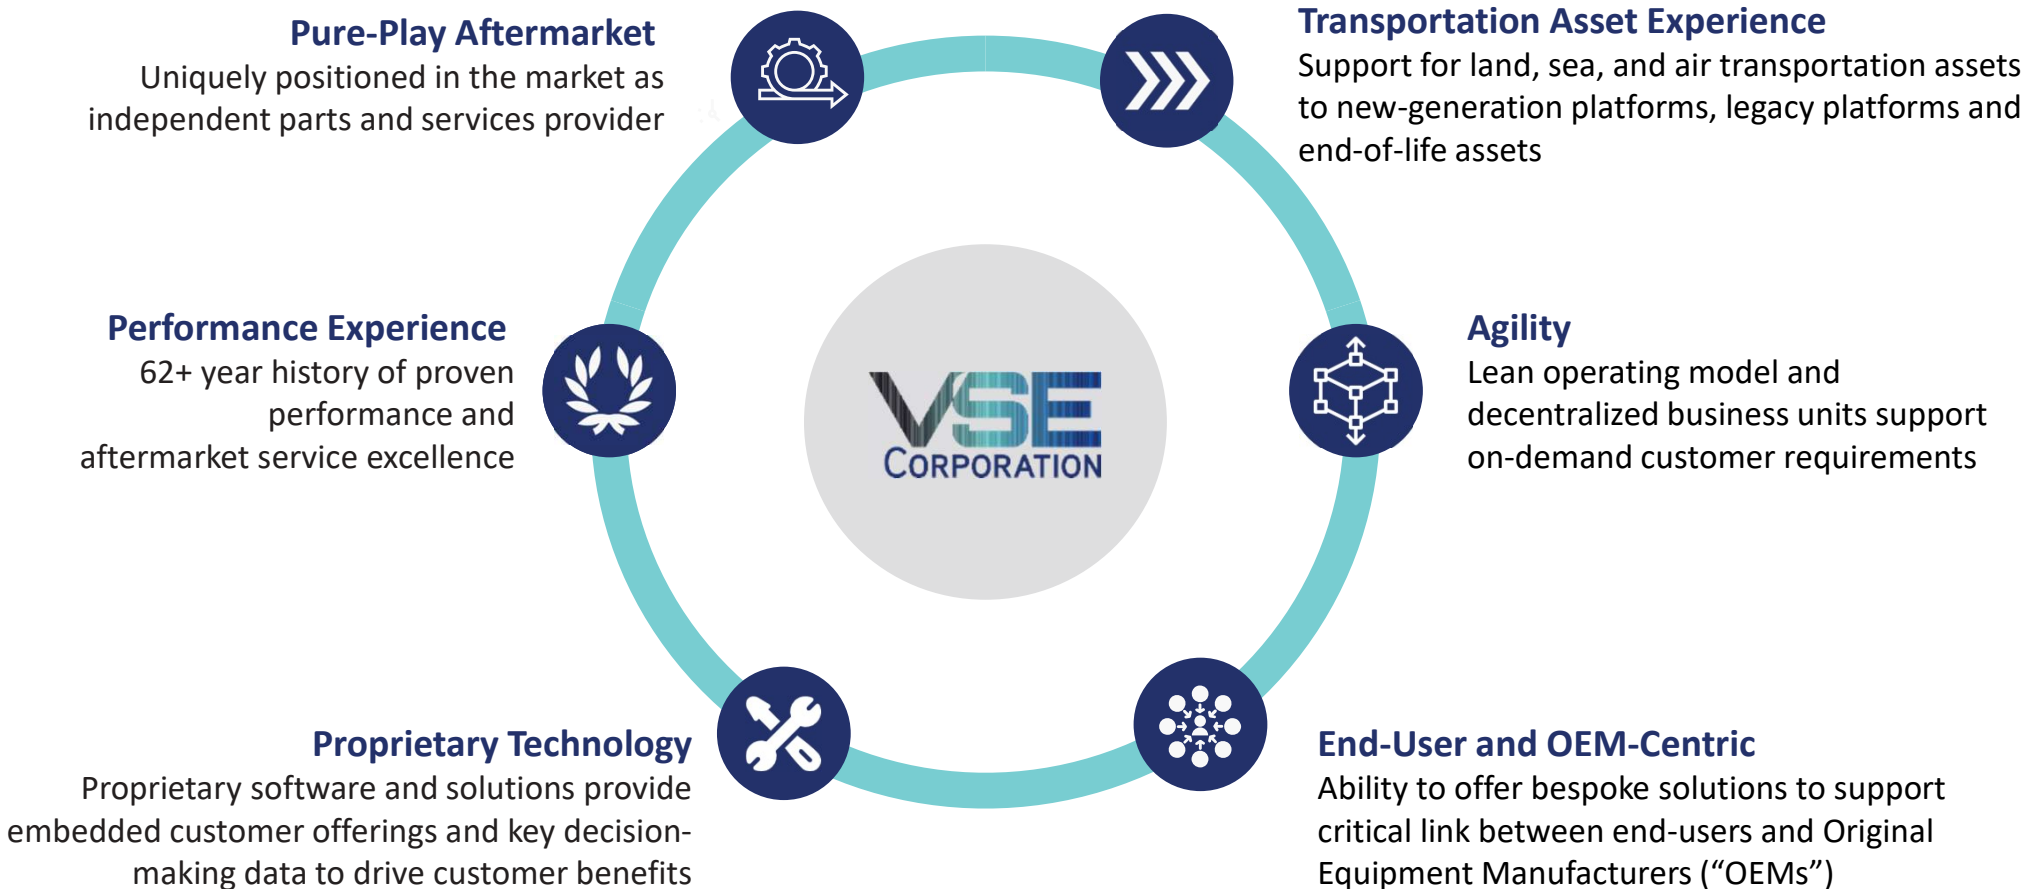 Pure-Play Aftermarket
Uniquely positioned in the market as
independent parts and services provider
Transportation Asset Experience
Support for land, sea, and air transportation assets
to new-generation platforms, legacy platforms and
end-of-life assets
Performance Experience
62+ year history of proven
performance and
aftermarket service excellence
VSE
CORPORATION
Agility
Lean operating model and
decentralized business units support
on-demand customer requirements
Proprietary Technology
Proprietary software and solutions provide
embedded customer offerings and key decision-
making data to drive customer benefits
End-User and OEM-Centric
Ability to offer bespoke solutions to support
critical link between end-users and Original
Equipment Manufacturers (“OEMs”)